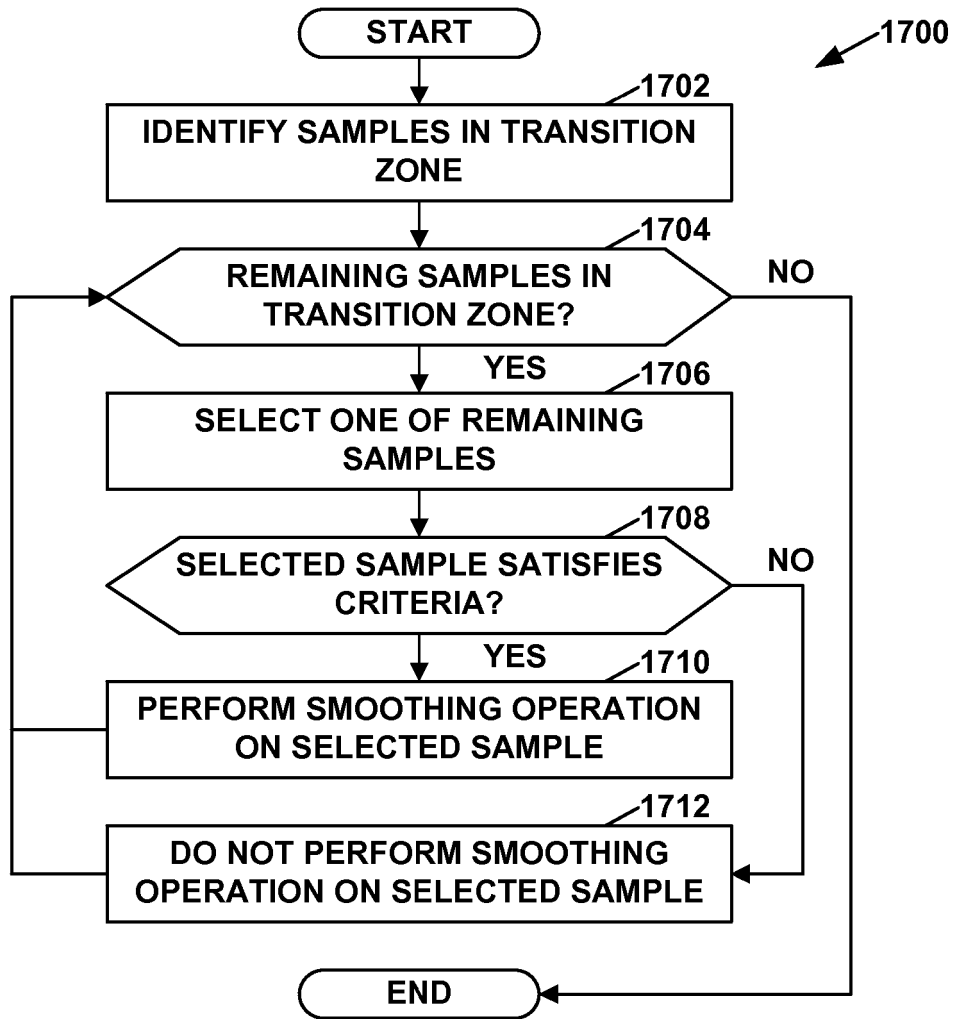 START
1700
1702
IDENTIFY SAMPLES IN TRANSITION
ZONE
1704
REMAINING SAMPLES IN
TRANSITION ZONE?
NO
YES
1706
SELECT ONE OF REMAINING
SAMPLES
1708
SELECTED SAMPLE SATISFIES
CRITERIA?
NO
YES
1710
PERFORM SMOOTHING OPERATION
ON SELECTED SAMPLE
1712
DO NOT PERFORM SMOOTHING
OPERATION ON SELECTED SAMPLE
END